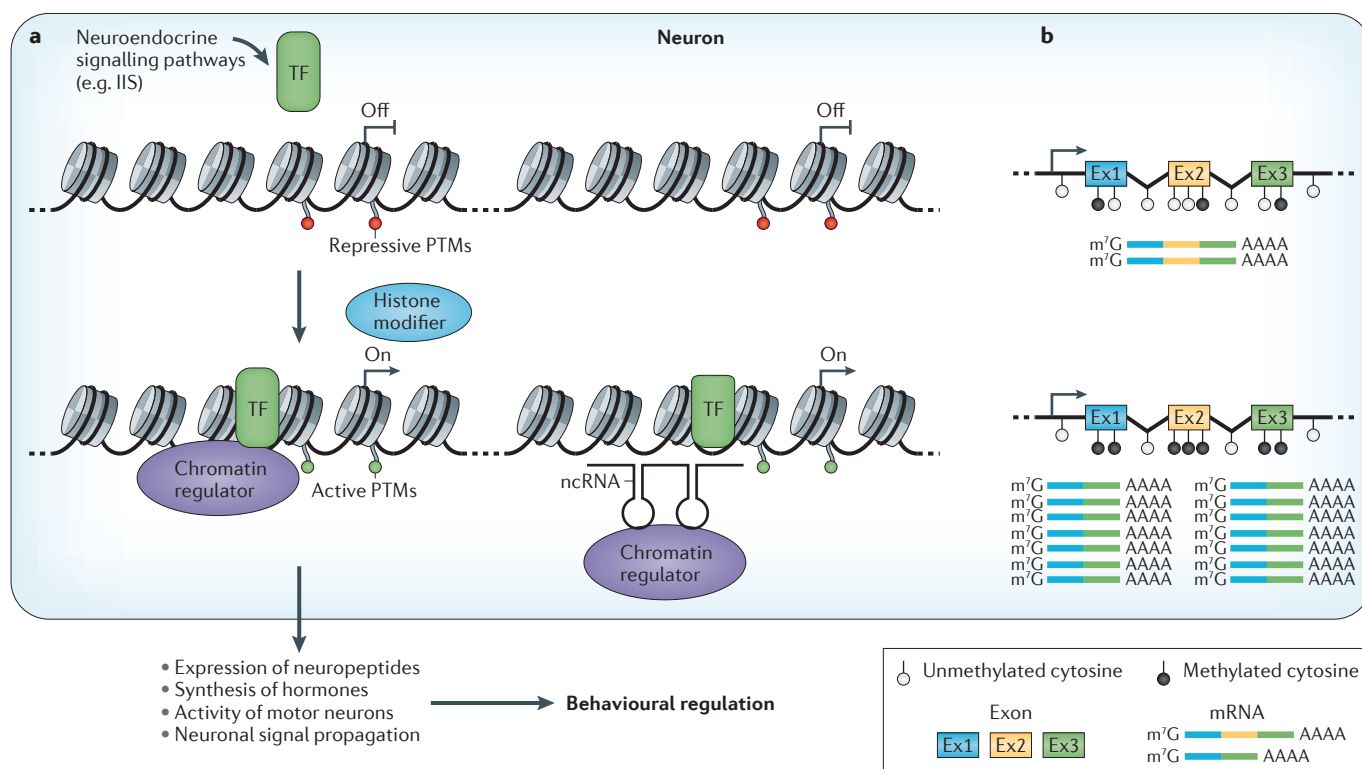 a
Neuroendocrine
signalling pathways
(e.g. IIS)
TF
Neuron
Off
Off
Repressive PTMs
Histone
modifier
On
On
TF
TF
Chromatin
regulator
Active PTMs
ncRNA
Chromatin
regulator
• Expression of neuropeptides
• Synthesis of hormones
• Activity of motor neurons
• Neuronal signal propagation
Behavioural regulation
b
Ex1 Ex2 Ex3
m⁷G AAAA
m⁷G AAAA
Ex1 Ex2 Ex3
m⁷G AAAA m⁷G AAAA
m⁷G AAAA m⁷G AAAA
m⁷G AAAA m⁷G AAAA
m⁷G AAAA m⁷G AAAA
m⁷G AAAA m⁷G AAAA
m⁷G AAAA m⁷G AAAA
m⁷G AAAA m⁷G AAAA
Unmethylated cytosine
Methylated cytosine
Exon
Ex1 Ex2 Ex3
mRNA
m⁷G AAAA
m⁷G AAAA